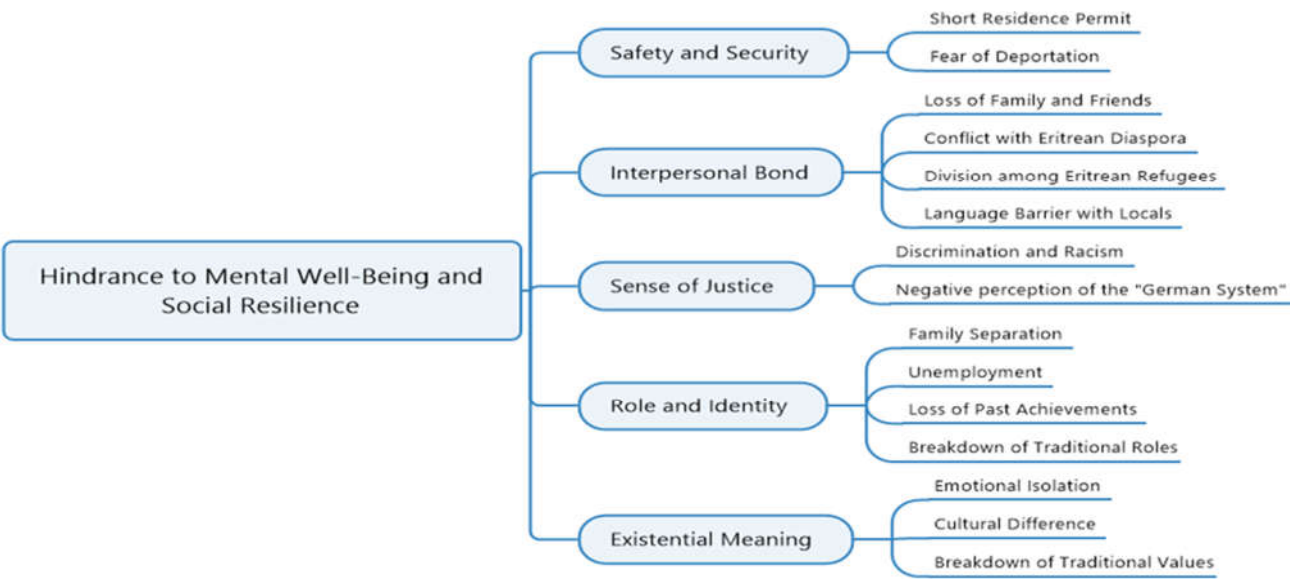 Hindrance to Mental Well-Being and
Social Resilience
Safety and Security
Short Residence Permit
Fear of Deportation
Interpersonal Bond
Loss of Family and Friends
Conflict with Eritrean Diaspora
Division among Eritrean Refugees
Language Barrier with Locals
Sense of Justice
Discrimination and Racism
Negative perception of the "German System"
Role and Identity
Family Separation
Unemployment
Loss of Past Achievements
Breakdown of Traditional Roles
Existential Meaning
Emotional Isolation
Cultural Difference
Breakdown of Traditional Values